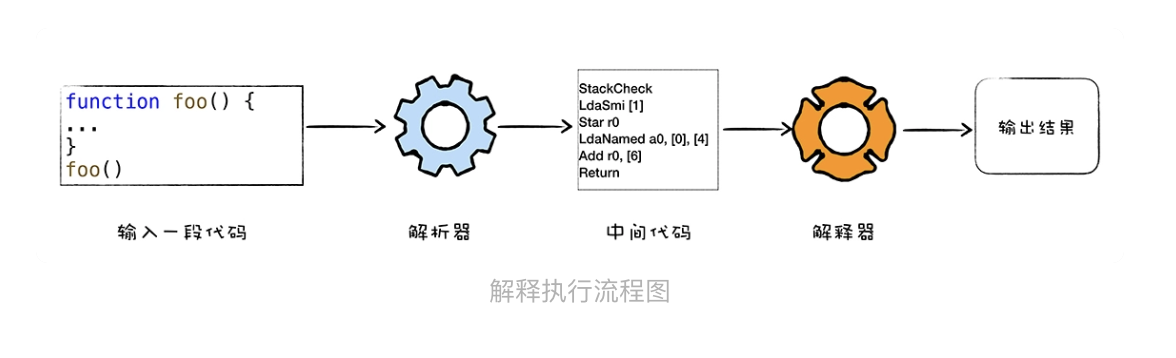 function foo() {
...
}
foo()
StackCheck
LdaSmi [1]
Star r0
LdaNamed a0, [0], [4]
Add r0, [6]
Return
输出结果
输入一段代码
解析器
中间代码
解释器
解释执行流程图